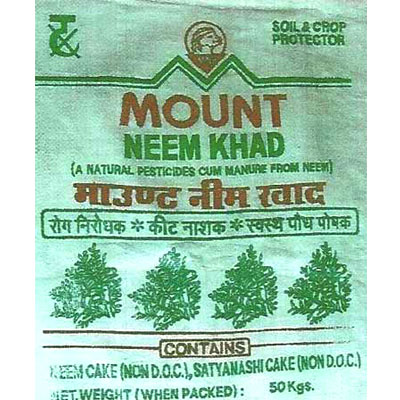 SOIL & CROP
PROTECTOR
MOUNT
NEEM KHAD
(A NATURAL PESTICIDES CUM MANURE FROM NEEM)
माउण्ट नीम खाद
रोग निरोधक * कीट नाशक * स्वस्थ पौध पोषक
CONTAINS
NEEM CAKE (NON D.O.C.), SATYANASHI CAKE (NON D.O.C.)
NET.WEIGHT (WHEN PACKED) : 50 Kgs.